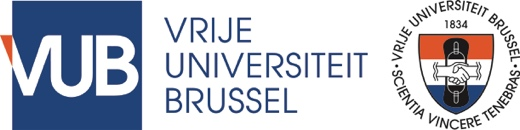 VUB
VRIJE
UNIVERSITEIT
BRUSSEL
VRIJE UNIVERSITEIT BRUSSEL
1834
SCIENTIA VINCERE TENEBRAS